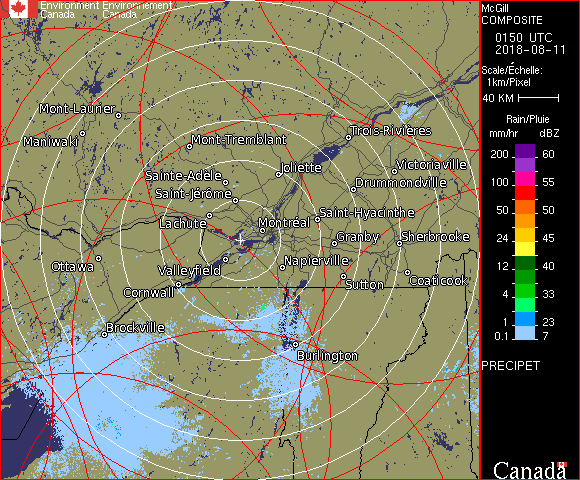 Environment Environment
Canada Canada
McGill
COMPOSITE
0150 UTC
2018-08-11
Scale/Échelle:
1km/Pixel
40 KM
Rain/Pluie
mm/hr dBZ
200 60
100 55
50 50
24 45
12 40
4 33
1 23
0.1 7
PRECIPET
Canada
Mont-Laurier
Maniwaki
Mont-Tremblant
Trois-Rivières
Sainte-Adèle
Joliette
Victoriaville
Saint-Jérôme
Drummondville
Lachute
Montréal
Saint-Hyacinthe
Granby
Sherbrooke
Ottawa
Valleyfield
Napierville
Cornwall
Sutton
Coaticook
Brockville
Burlington